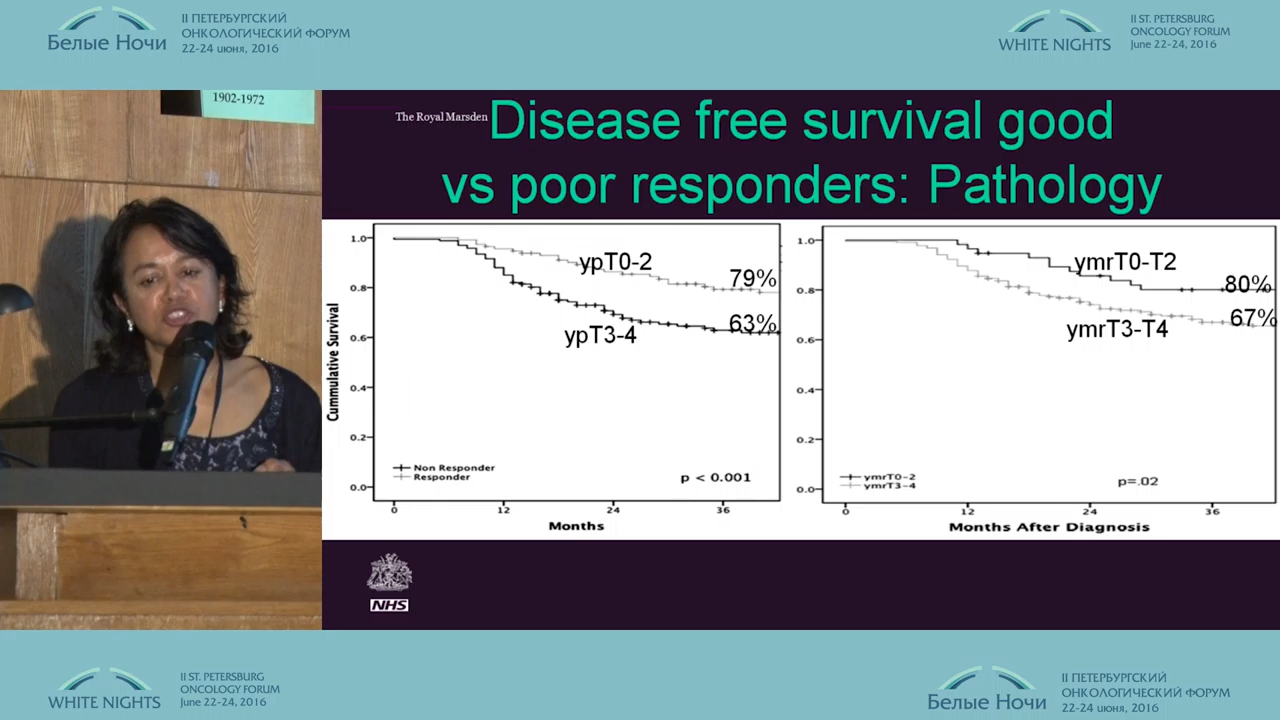 II ПЕТЕРБУРГСКИЙ
ОНКОЛОГИЧЕСКИЙ ФОРУМ
Белые Ночи
22-24 июня, 2016
II ST. PETERSBURG
ONCOLOGY FORUM
WHITE NIGHTS
June 22-24, 2016
1902-1972
The Royal Marsden
Disease free survival good
vs poor responders: Pathology
Cummulative Survival
1.0
0.8
0.6
0.4
0.2
0.0
ypT0-2
79%
63%
ypT3-4
Non Responder
Responder
p < 0.001
0 12 24 36
Months
1.0
0.8
0.6
0.4
0.2
0.0
ymrT0-T2
80%
67%
ymrT3-T4
ymrT0-2
ymrT3-4
p=.02
0 12 24 36
Months After Diagnosis
NHS
II ST. PETERSBURG
ONCOLOGY FORUM
WHITE NIGHTS
June 22-24, 2016
II ПЕТЕРБУРГСКИЙ
ОНКОЛОГИЧЕСКИЙ ФОРУМ
Белые Ночи
22-24 июня, 2016